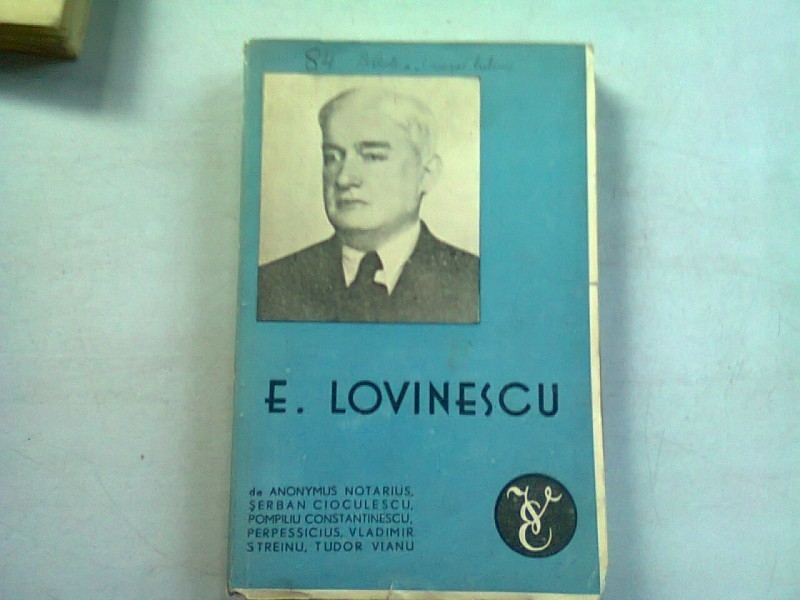 84
E. LOVINESCU
de ANONYMUS NOTARIUS,
ŞERBAN CIOCULESCU,
POMPILIU CONSTANTINESCU,
PERPESSICIUS, VLADIMIR
STREINU, TUDOR VIANU